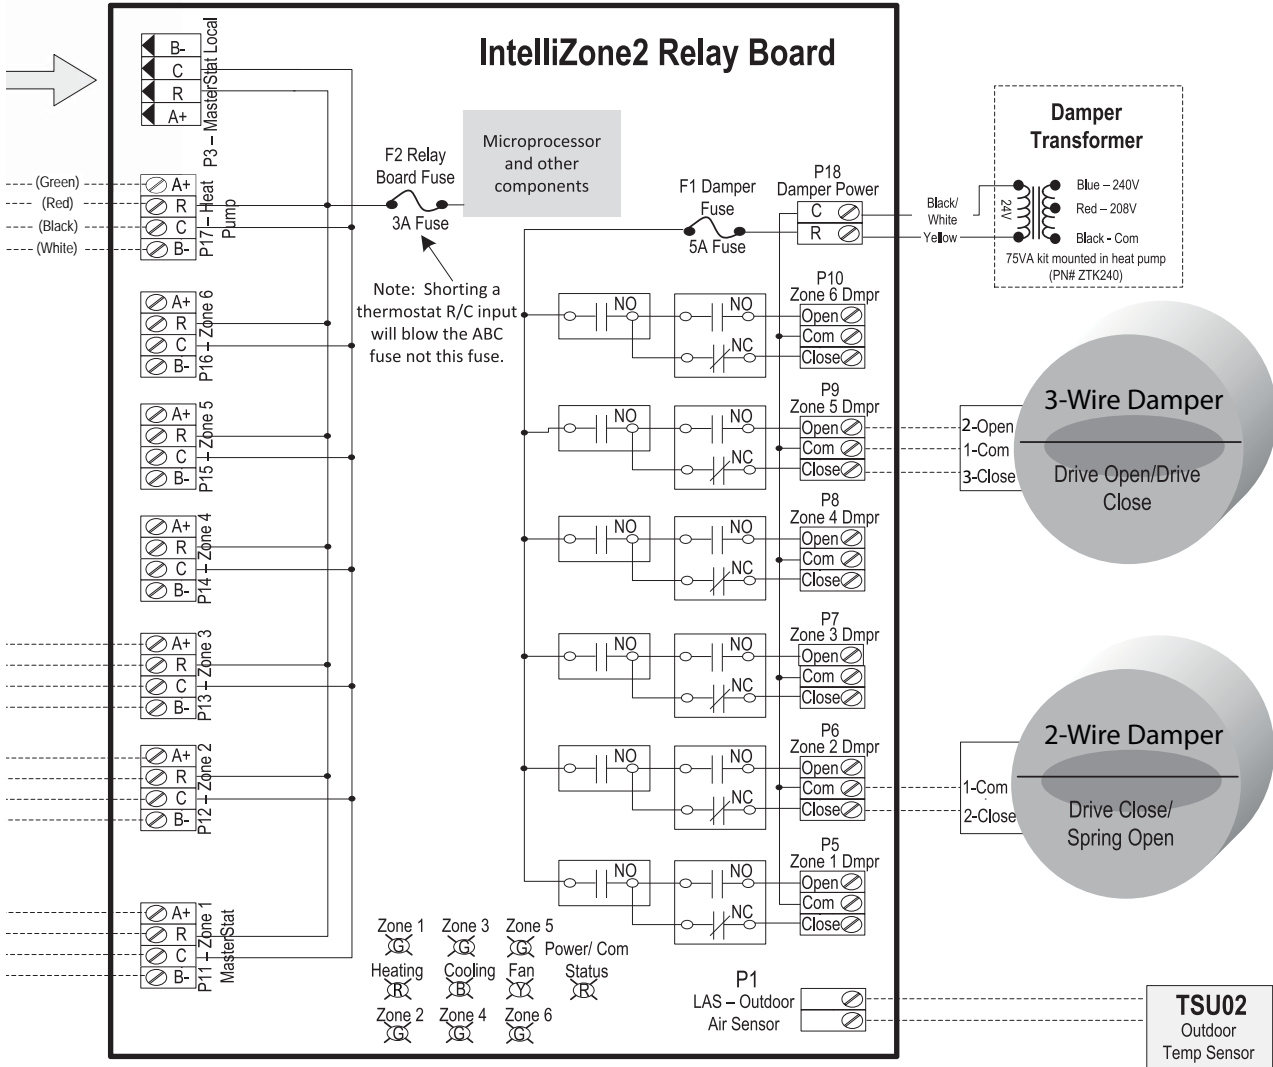 IntelliZone2 Relay Board
B-
C
R
A+
P3 – MasterStat Local
(Green)
(Red)
(Black)
(White)
A+
R
C
B-
P17 – Heat
Pump
F2 Relay
Board Fuse
3A Fuse
Microprocessor
and other
components
Note: Shorting a
thermostat R/C input
will blow the ABC
fuse not this fuse.
F1 Damper
Fuse
5A Fuse
P18
Damper Power
C
R
Black/
White
Yellow
Damper
Transformer
24V
Blue – 240V
Red – 208V
Black - Com
75VA kit mounted in heat pump
(PN# ZTK240)
A+
R
C
B-
P16 – Zone 6
A+
R
C
B-
P15 – Zone 5
A+
R
C
B-
P14 – Zone 4
A+
R
C
B-
P13 – Zone 3
A+
R
C
B-
P12 – Zone 2
A+
R
C
B-
P11 – Zone 1
MasterStat
NO
NO
NC
P10
Zone 6 Dmpr
Open
Com
Close
NO
NO
NC
P9
Zone 5 Dmpr
Open
Com
Close
NO
NO
NC
P8
Zone 4 Dmpr
Open
Com
Close
NO
NO
NC
P7
Zone 3 Dmpr
Open
Com
Close
NO
NO
NC
P6
Zone 2 Dmpr
Open
Com
Close
NO
NO
NC
P5
Zone 1 Dmpr
Open
Com
Close
2-Open
1-Com
3-Close
3-Wire Damper
Drive Open/Drive
Close
1-Com
2-Close
2-Wire Damper
Drive Close/
Spring Open
Zone 1
G
Zone 3
G
Zone 5
G
Power/ Com
Status
R
Heating
R
Cooling
B
Fan
Y
Zone 2
G
Zone 4
G
Zone 6
G
P1
LAS – Outdoor
Air Sensor
TSU02
Outdoor
Temp Sensor